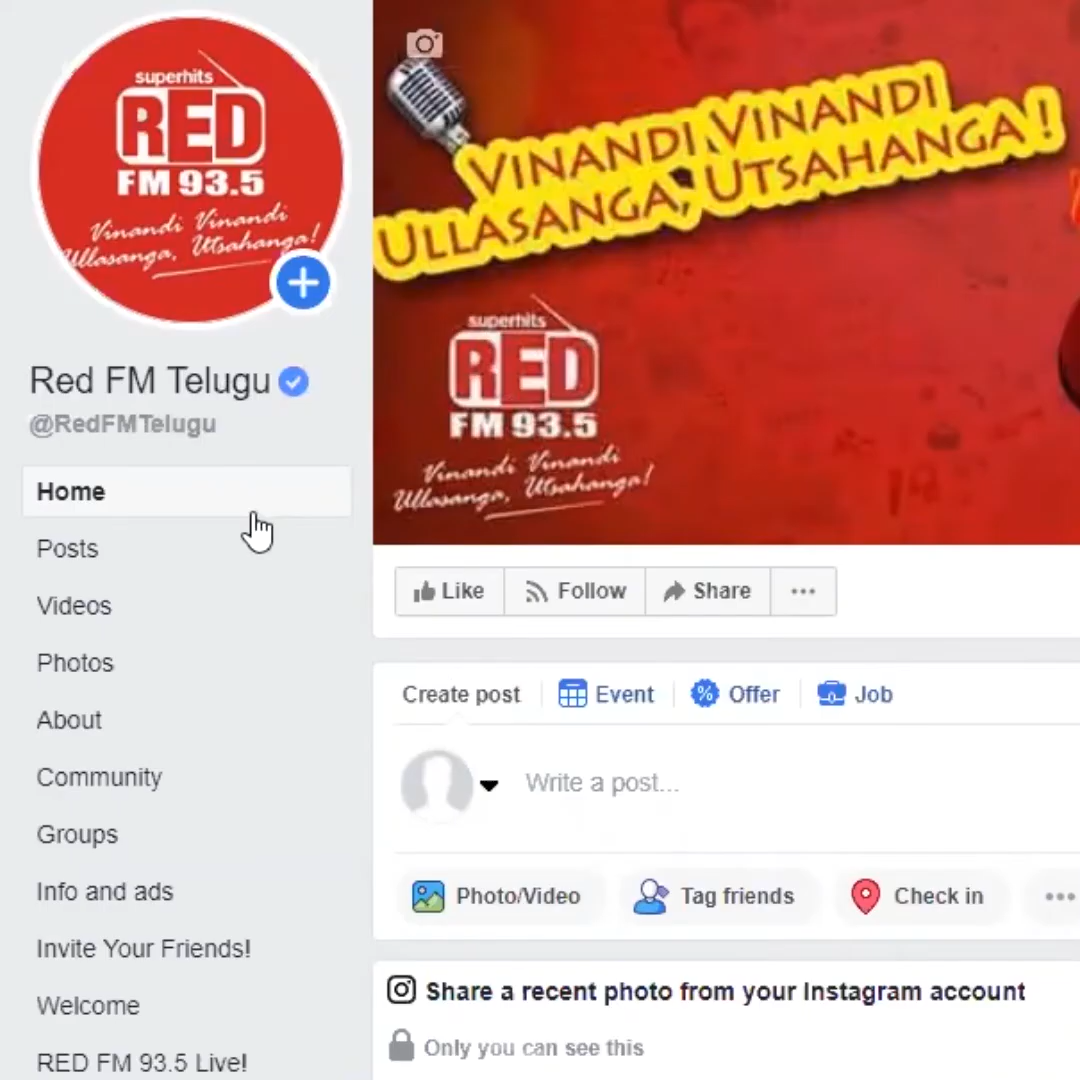 superhits
RED
FM 93.5
Vinandi Vinandi
Ullasanga, Utsahanga!
Red FM Telugu
@RedFMTelugu
Home
Posts
Videos
Photos
About
Community
Groups
Info and ads
Invite Your Friends!
Welcome
RED FM 93.5 Live!
VINANDI VINANDI
ULLASANGA, UTSAHANGA !
superhits
RED
FM 93.5
Vinandi Vinandi
Ullasanga, Utsahanga!
Like Follow Share
Create post Event Offer Job
Write a post...
Photo/Video Tag friends Check in
Share a recent photo from your Instagram account
Only you can see this